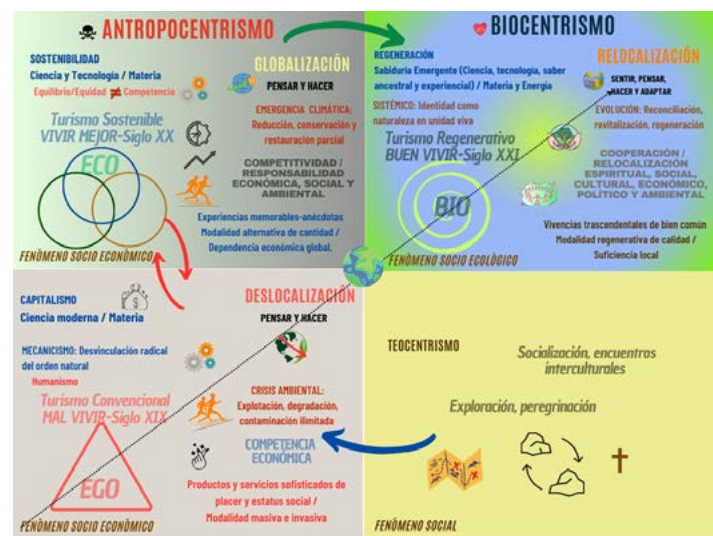 ANTROPOCENTRISMO
SOSTENIBILIDAD
Ciencia y Tecnología / Materia
Equilibrio/Equidad ≠ Competencia
Turismo Sostenible
VIVIR MEJOR-Siglo XX
ECO
FENÓMENO SOCIO ECONÓMICO
GLOBALIZACIÓN
PENSAR Y HACER
EMERGENCIA CLIMÁTICA:
Reducción, conservación y
restauración parcial
COMPETITIVIDAD /
RESPONSABILIDAD
ECONÓMICA, SOCIAL Y
AMBIENTAL
Experiencias memorables-anécdotas
Modalidad alternativa de cantidad /
Dependencia económica global.
BIOCENTRISMO
REGENERACIÓN
Sabiduría Emergente (Ciencia, tecnología, saber
ancestral y experiencial) / Materia y Energía
SISTÉMICO: Identidad como
naturaleza en unidad viva
Turismo Regenerativo
BUEN VIVIR-Siglo XXI
BIO
FENÓMENO SOCIO ECOLÓGICO
RELOCALIZACIÓN
SENTIR, PENSAR,
HACER Y ADAPTAR
EVOLUCIÓN: Reconciliación,
revitalización, regeneración
COOPERACIÓN /
RELOCALIZACIÓN
ESPIRITUAL, SOCIAL,
CULTURAL, ECONÓMICO,
POLÍTICO Y AMBIENTAL
Vivencias trascendentales de bien común
Modalidad regenerativa de calidad /
Suficiencia local
CAPITALISMO
Ciencia moderna / Materia
MECANICISMO: Desvinculación radical
del orden natural
Humanismo
Turismo Convencional
MAL VIVIR-Siglo XIX
EGO
FENÓMENO SOCIO ECONÓMICO
DESLOCALIZACIÓN
PENSAR Y HACER
CRISIS AMBIENTAL:
Explotación, degradación,
contaminación ilimitada
COMPETENCIA
ECONÓMICA
Productos y servicios sofisticados de
placer y estatus social /
Modalidad masiva e invasiva
TEOCENTRISMO
Socialización, encuentros
interculturales
Exploración, peregrinación
FENÓMENO SOCIAL